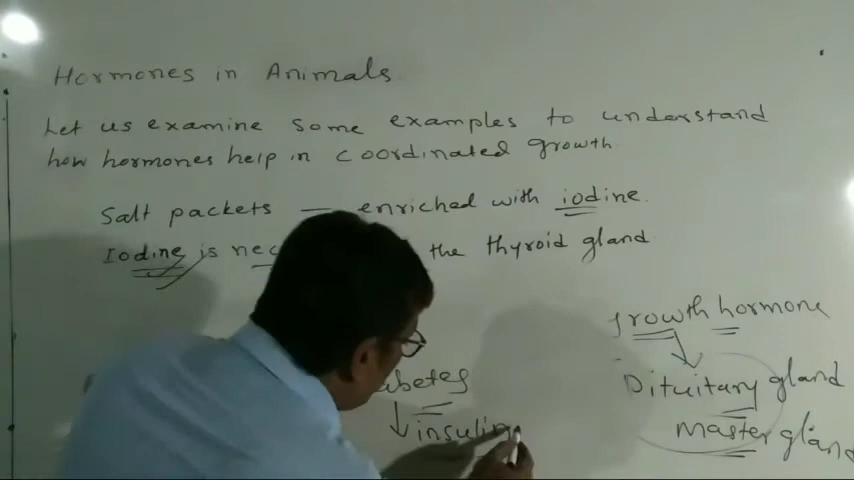 Hormones in Animals
Let us examine some examples to understand
how hormones help in coordinated growth.
Salt packets — enriched with iodine.
Iodine is nec the thyroid gland
growth hormone
Pituitary gland
Master gland
abetes
insulin